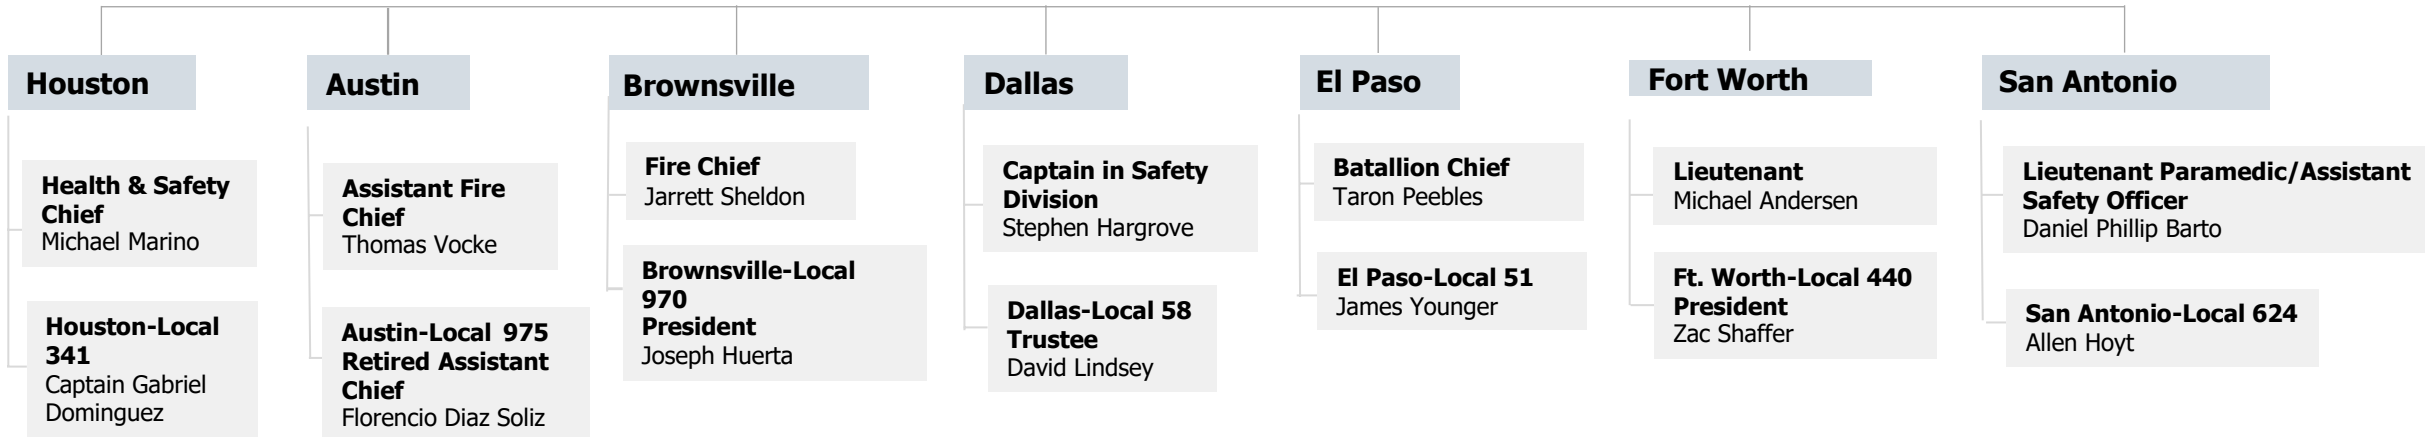 Houston
Health & Safety
Chief
Michael Marino
Houston-Local
341
Captain Gabriel
Dominguez
Austin
Assistant Fire
Chief
Thomas Vocke
Austin-Local 975
Retired Assistant
Chief
Florencio Diaz Soliz
Brownsville
Fire Chief
Jarrett Sheldon
Brownsville-Local
970
President
Joseph Huerta
Dallas
Captain in Safety
Division
Stephen Hargrove
Dallas-Local 58
Trustee
David Lindsey
El Paso
Batallion Chief
Taron Peebles
El Paso-Local 51
James Younger
Fort Worth
Lieutenant
Michael Andersen
Ft. Worth-Local 440
President
Zac Shaffer
San Antonio
Lieutenant Paramedic/Assistant
Safety Officer
Daniel Phillip Barto
San Antonio-Local 624
Allen Hoyt